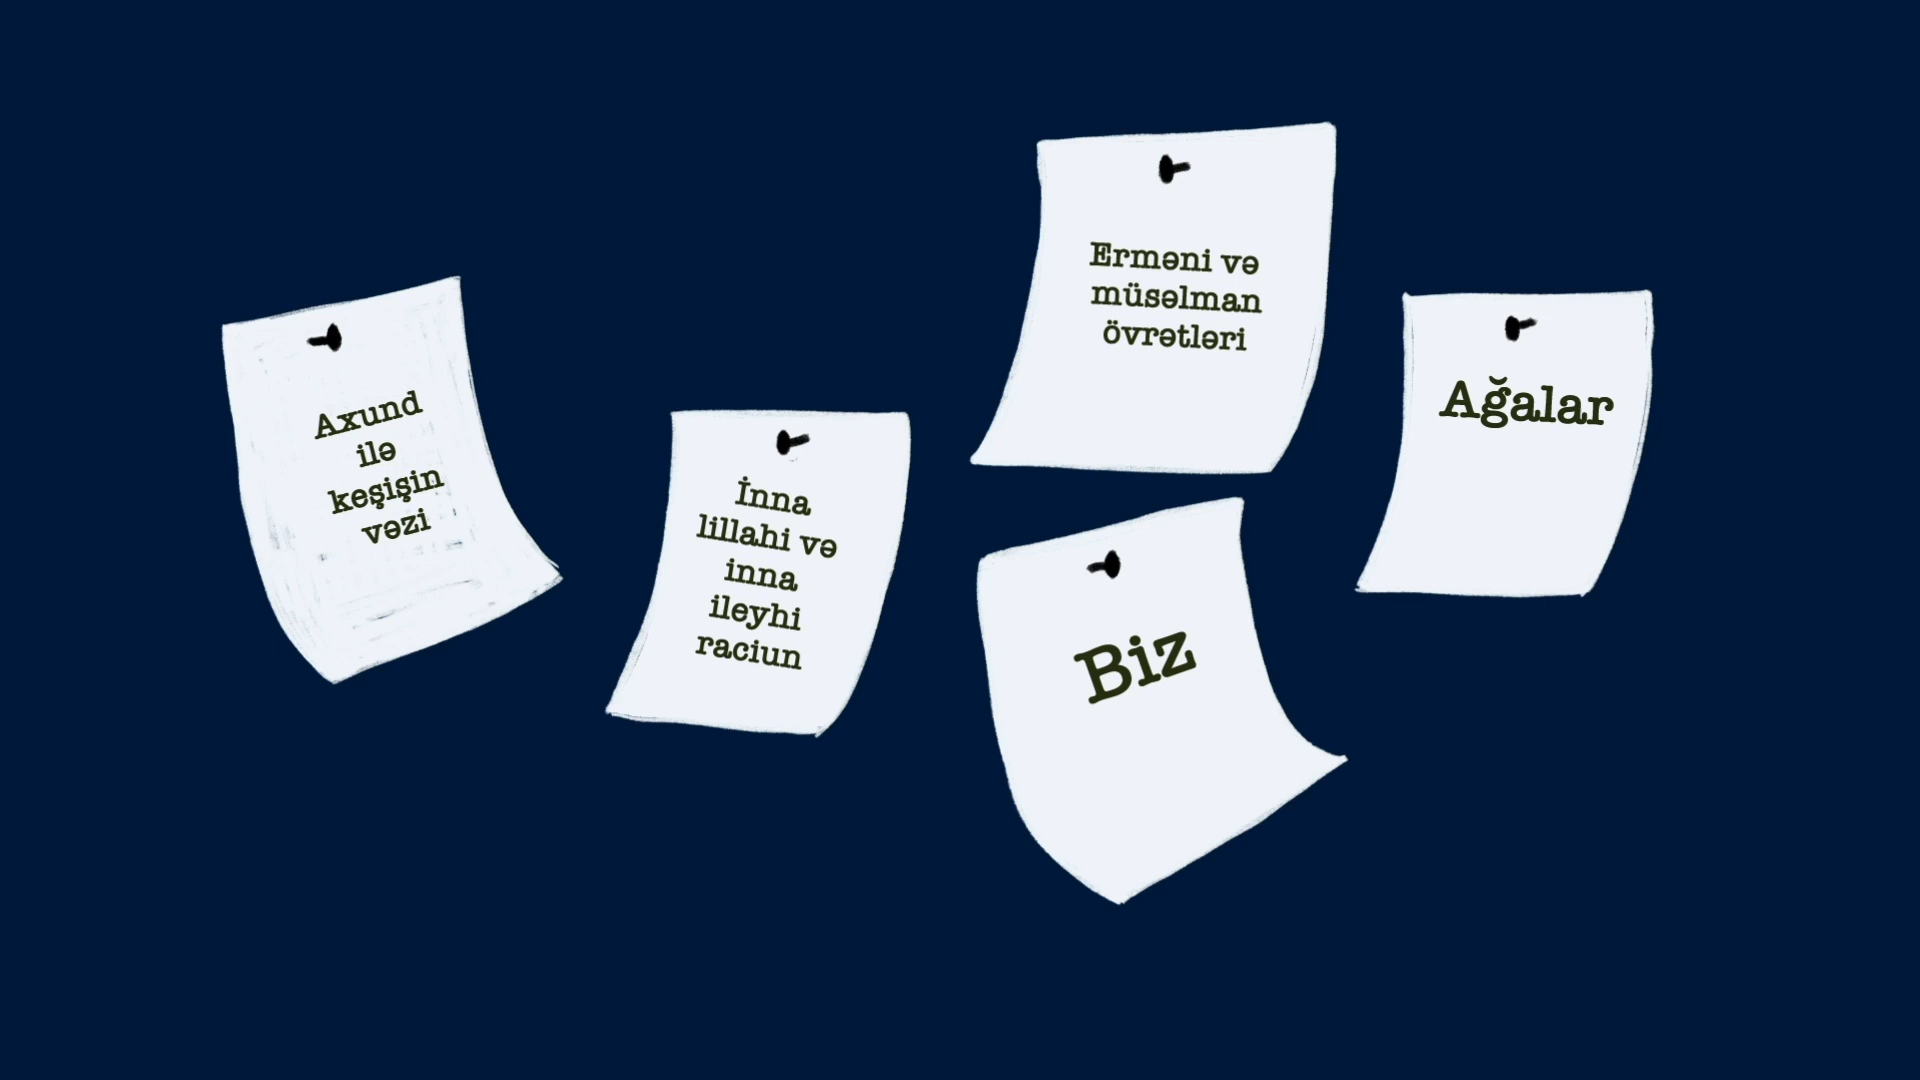 Axund
ilə
keşişin
vəzi
İnna
lillahi və
inna
ileyhi
raciun
Erməni və
müsəlman
övrətləri
Biz
Ağalar